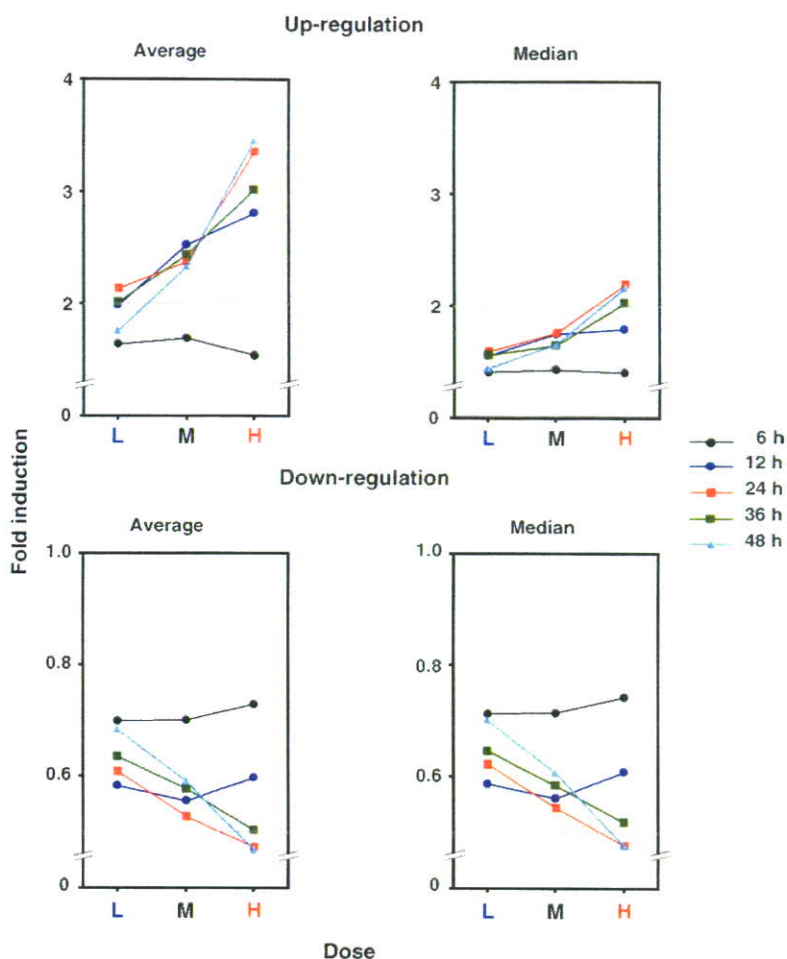 Up-regulation
Average
Median
4
3
2
0
L M H
4
3
2
0
L M H
6 h
12 h
24 h
36 h
48 h
Fold induction
Down-regulation
Average
Median
1.0
0.8
0.6
0
L M H
1.0
0.8
0.6
0
L M H
Dose